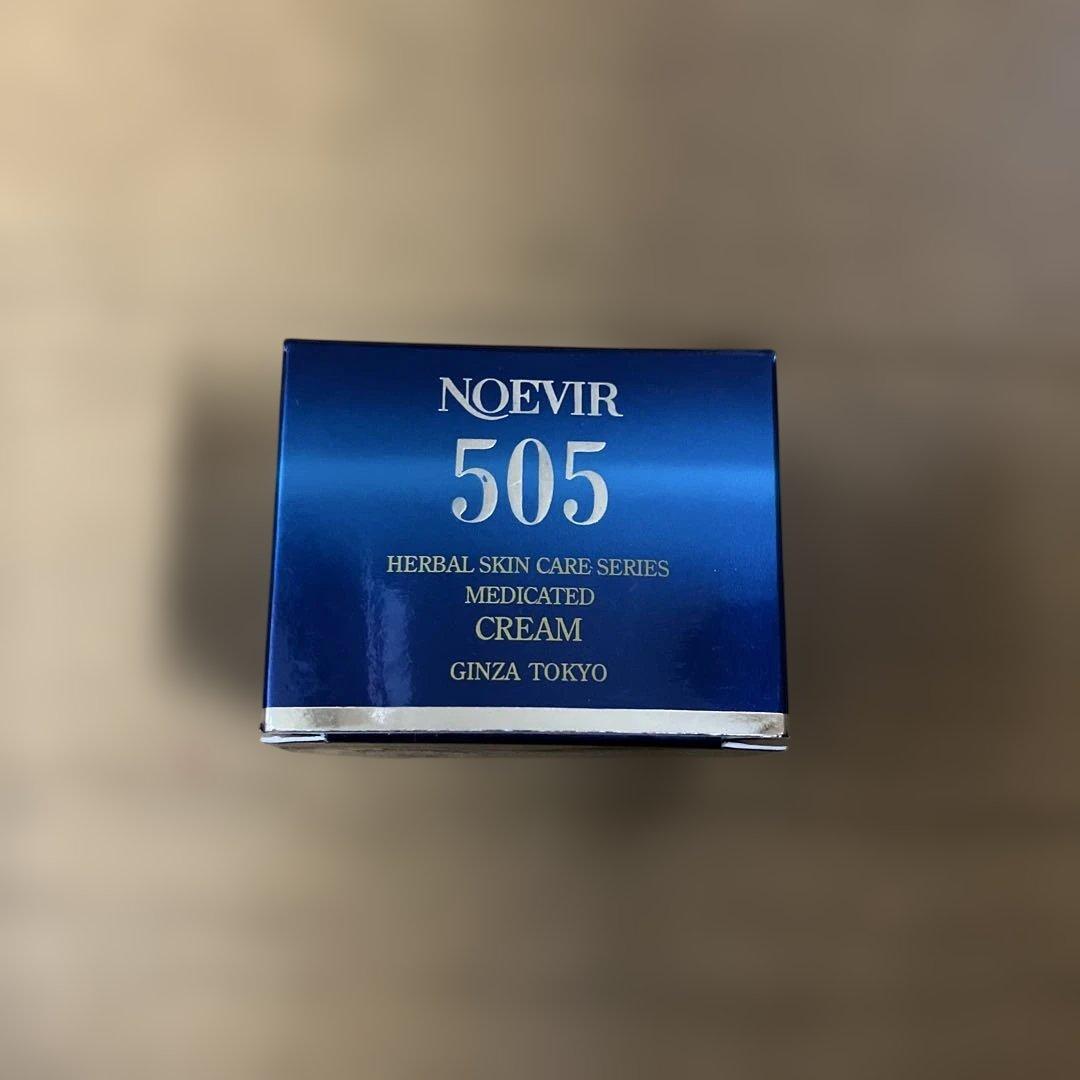 NOEVIR
505
HERBAL SKIN CARE SERIES
MEDICATED
CREAM
GINZA TOKYO